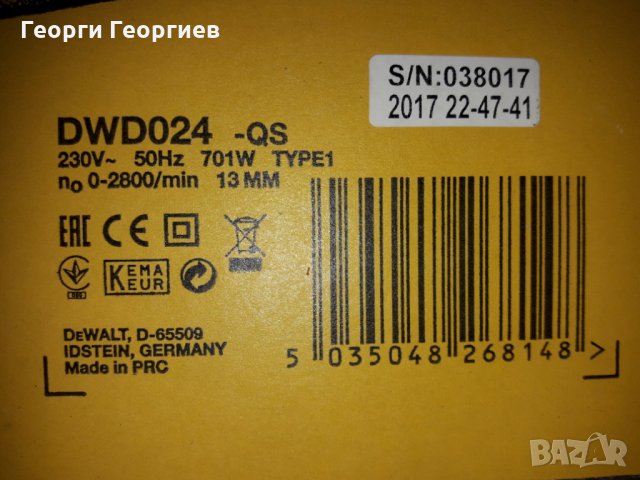 Георги Георгиев
S/N:038017
2017 22-47-41
DWD024 -QS
230V~ 50Hz 701W TYPE1
no 0-2800/min 13 MM
EAC CE
KEMA
KEUR
DEWALT, D-65509
IDSTEIN, GERMANY
Made in PRC
5 035048 268148 >
BAZAR